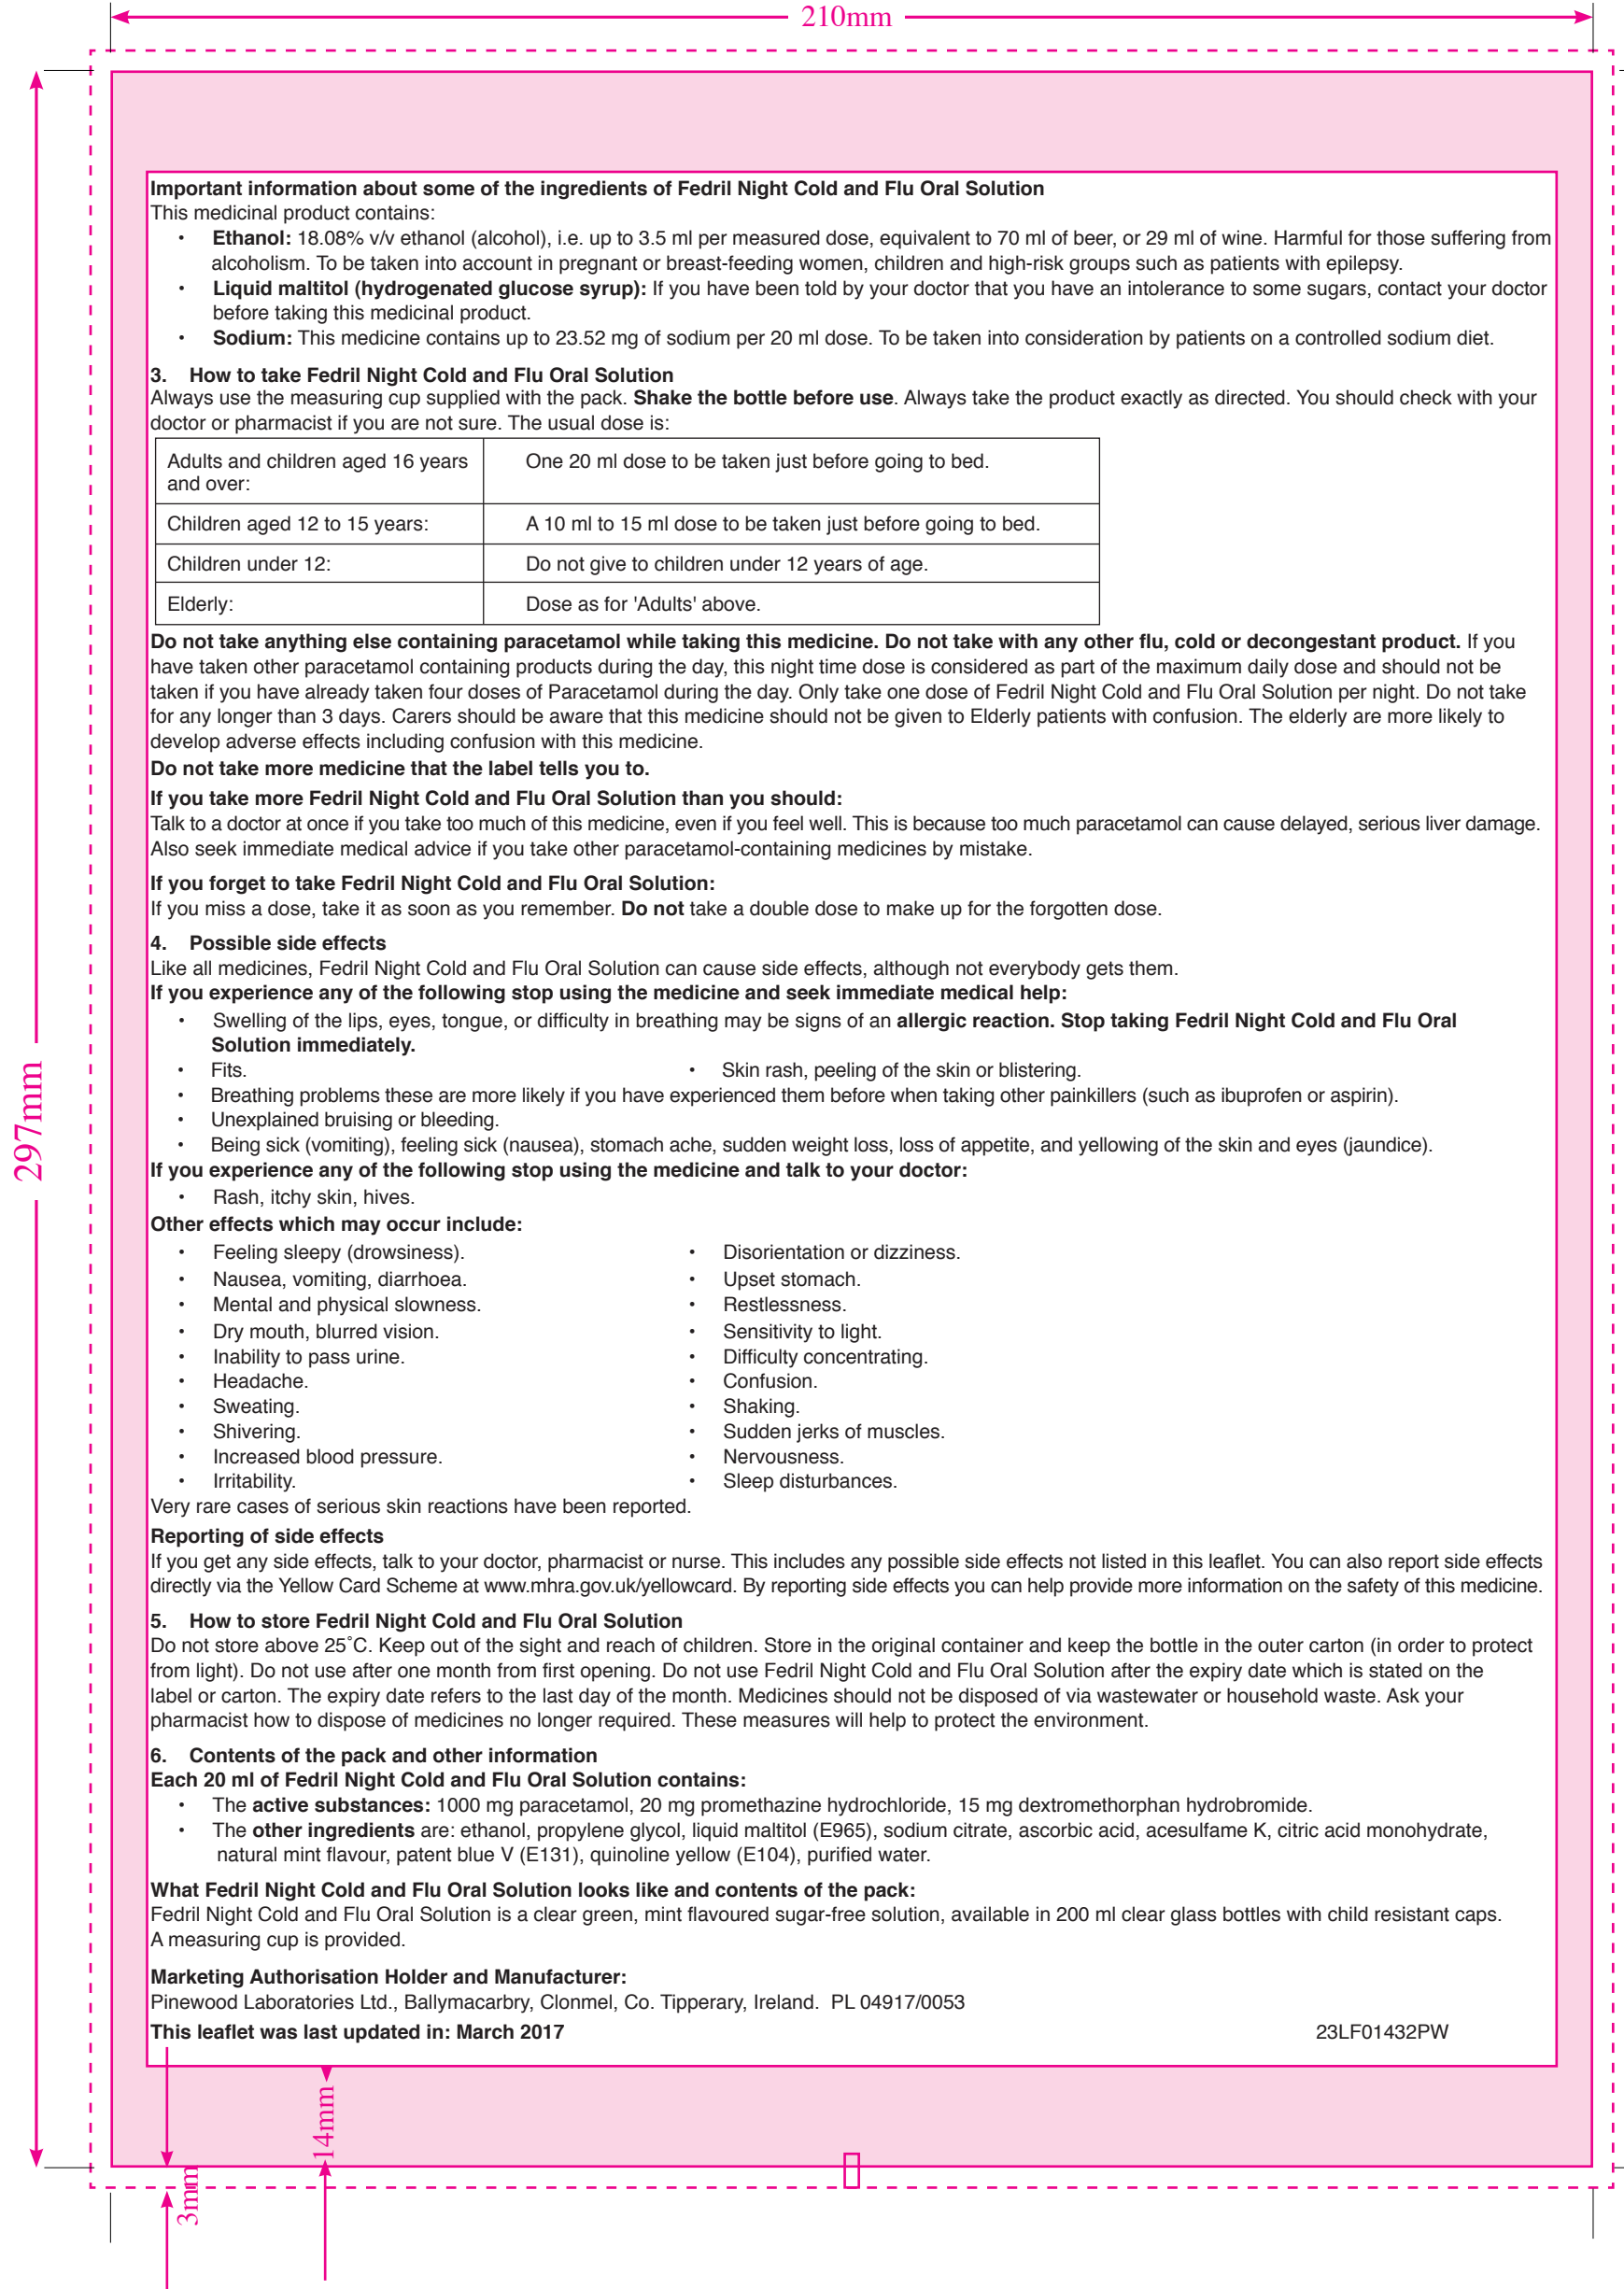 210mm
Important information about some of the ingredients of Fedril Night Cold and Flu Oral Solution
This medicinal product contains:
• Ethanol: 18.08% v/v ethanol (alcohol), i.e. up to 3.5 ml per measured dose, equivalent to 70 ml of beer, or 29 ml of wine. Harmful for those suffering from
alcoholism. To be taken into account in pregnant or breast-feeding women, children and high-risk groups such as patients with epilepsy.
• Liquid maltitol (hydrogenated glucose syrup): If you have been told by your doctor that you have an intolerance to some sugars, contact your doctor
before taking this medicinal product.
• Sodium: This medicine contains up to 23.52 mg of sodium per 20 ml dose. To be taken into consideration by patients on a controlled sodium diet.
3. How to take Fedril Night Cold and Flu Oral Solution
Always use the measuring cup supplied with the pack. Shake the bottle before use. Always take the product exactly as directed. You should check with your
doctor or pharmacist if you are not sure. The usual dose is:
Adults and children aged 16 years One 20 ml dose to be taken just before going to bed.
and over:
Children aged 12 to 15 years: A 10 ml to 15 ml dose to be taken just before going to bed.
Children under 12: Do not give to children under 12 years of age.
Elderly: Dose as for 'Adults' above.
Do not take anything else containing paracetamol while taking this medicine. Do not take with any other flu, cold or decongestant product. If you
have taken other paracetamol containing products during the day, this night time dose is considered as part of the maximum daily dose and should not be
taken if you have already taken four doses of Paracetamol during the day. Only take one dose of Fedril Night Cold and Flu Oral Solution per night. Do not take
for any longer than 3 days. Carers should be aware that this medicine should not be given to Elderly patients with confusion. The elderly are more likely to
develop adverse effects including confusion with this medicine.
Do not take more medicine that the label tells you to.
If you take more Fedril Night Cold and Flu Oral Solution than you should:
Talk to a doctor at once if you take too much of this medicine, even if you feel well. This is because too much paracetamol can cause delayed, serious liver damage.
Also seek immediate medical advice if you take other paracetamol-containing medicines by mistake.
If you forget to take Fedril Night Cold and Flu Oral Solution:
If you miss a dose, take it as soon as you remember. Do not take a double dose to make up for the forgotten dose.
4. Possible side effects
Like all medicines, Fedril Night Cold and Flu Oral Solution can cause side effects, although not everybody gets them.
If you experience any of the following stop using the medicine and seek immediate medical help:
• Swelling of the lips, eyes, tongue, or difficulty in breathing may be signs of an allergic reaction. Stop taking Fedril Night Cold and Flu Oral
Solution immediately.
• Fits. • Skin rash, peeling of the skin or blistering.
• Breathing problems these are more likely if you have experienced them before when taking other painkillers (such as ibuprofen or aspirin).
• Unexplained bruising or bleeding.
• Being sick (vomiting), feeling sick (nausea), stomach ache, sudden weight loss, loss of appetite, and yellowing of the skin and eyes (jaundice).
If you experience any of the following stop using the medicine and talk to your doctor:
• Rash, itchy skin, hives.
Other effects which may occur include:
• Feeling sleepy (drowsiness). • Disorientation or dizziness.
• Nausea, vomiting, diarrhoea. • Upset stomach.
• Mental and physical slowness. • Restlessness.
• Dry mouth, blurred vision. • Sensitivity to light.
• Inability to pass urine. • Difficulty concentrating.
• Headache. • Confusion.
• Sweating. • Shaking.
• Shivering. • Sudden jerks of muscles.
• Increased blood pressure. • Nervousness.
• Irritability. • Sleep disturbances.
Very rare cases of serious skin reactions have been reported.
Reporting of side effects
If you get any side effects, talk to your doctor, pharmacist or nurse. This includes any possible side effects not listed in this leaflet. You can also report side effects
directly via the Yellow Card Scheme at www.mhra.gov.uk/yellowcard. By reporting side effects you can help provide more information on the safety of this medicine.
5. How to store Fedril Night Cold and Flu Oral Solution
Do not store above 25˚C. Keep out of the sight and reach of children. Store in the original container and keep the bottle in the outer carton (in order to protect
from light). Do not use after one month from first opening. Do not use Fedril Night Cold and Flu Oral Solution after the expiry date which is stated on the
label or carton. The expiry date refers to the last day of the month. Medicines should not be disposed of via wastewater or household waste. Ask your
pharmacist how to dispose of medicines no longer required. These measures will help to protect the environment.
6. Contents of the pack and other information
Each 20 ml of Fedril Night Cold and Flu Oral Solution contains:
• The active substances: 1000 mg paracetamol, 20 mg promethazine hydrochloride, 15 mg dextromethorphan hydrobromide.
• The other ingredients are: ethanol, propylene glycol, liquid maltitol (E965), sodium citrate, ascorbic acid, acesulfame K, citric acid monohydrate,
natural mint flavour, patent blue V (E131), quinoline yellow (E104), purified water.
What Fedril Night Cold and Flu Oral Solution looks like and contents of the pack:
Fedril Night Cold and Flu Oral Solution is a clear green, mint flavoured sugar-free solution, available in 200 ml clear glass bottles with child resistant caps.
A measuring cup is provided.
Marketing Authorisation Holder and Manufacturer:
Pinewood Laboratories Ltd., Ballymacarbry, Clonmel, Co. Tipperary, Ireland. PL 04917/0053
This leaflet was last updated in: March 2017 23LF01432PW
297mm
14mm
3mm